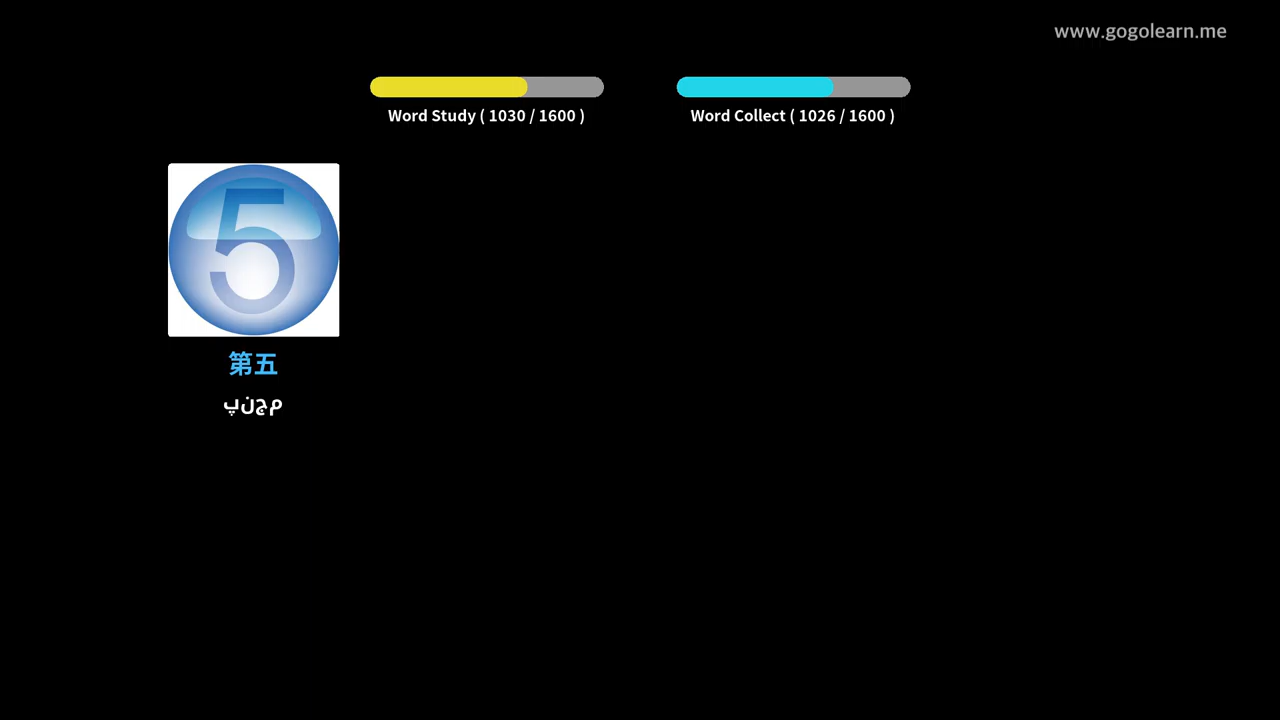 www.gogolearn.me
Word Study ( 1030 / 1600 )
Word Collect ( 1026 / 1600 )
5
第五
پنجم